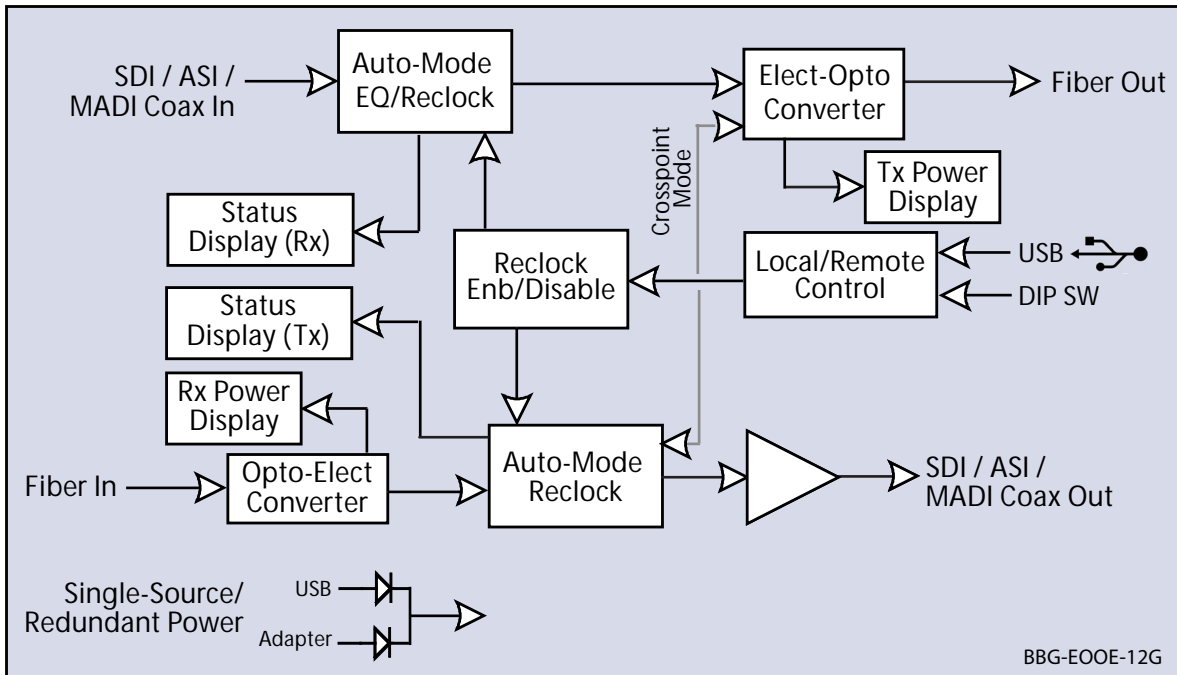 SDI / ASI /
MADI Coax In
Auto-Mode
EQ/Reclock
Elect-Opto
Converter
Fiber Out
Crosspoint
Mode
Tx Power
Display
Status
Display (Rx)
Reclock
Enb/Disable
Local/Remote
Control
USB
DIP SW
Status
Display (Tx)
Rx Power
Display
Fiber In
Opto-Elect
Converter
Auto-Mode
Reclock
SDI / ASI /
MADI Coax Out
Single-Source/
Redundant Power
USB
Adapter
BBG-EOOE-12G